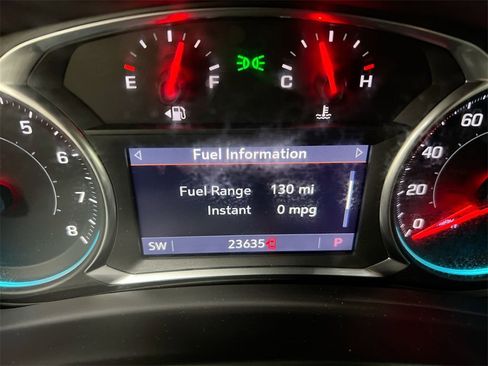 E F C H
5
6
7
8
60
40
20
0
Fuel Information
Fuel Range 130 mi
Instant 0 mpg
SW 23635 P